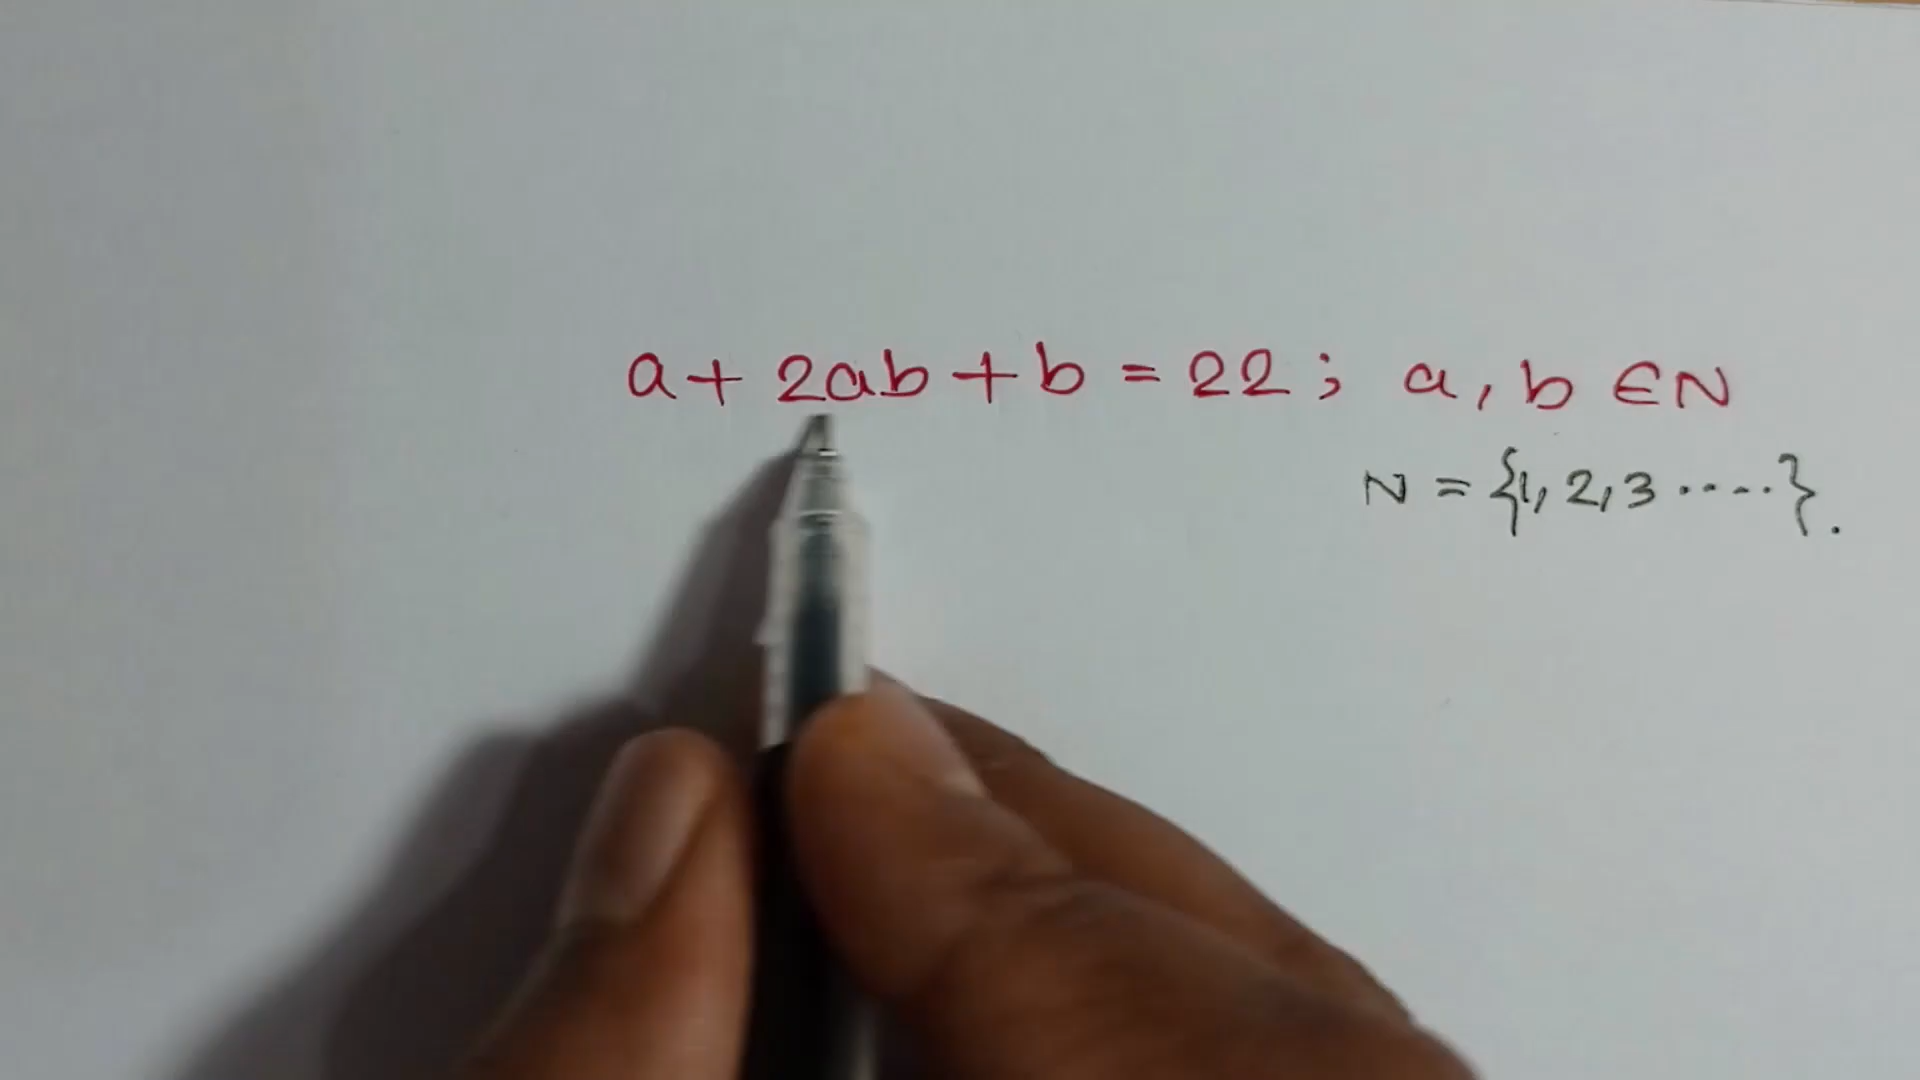 a + 2ab + b = 22 ; a, b ∈ N
N = {1, 2, 3 .....}.